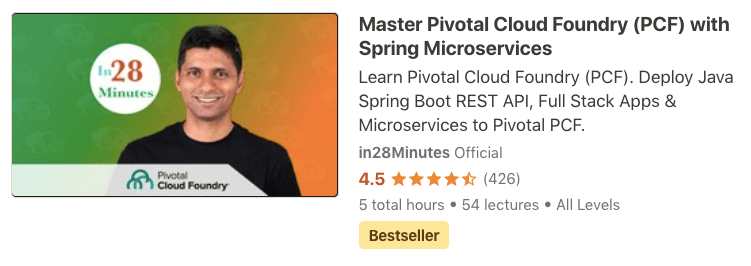 In
28
Minutes
Pivotal
Cloud Foundry
Master Pivotal Cloud Foundry (PCF) with
Spring Microservices
Learn Pivotal Cloud Foundry (PCF). Deploy Java
Spring Boot REST API, Full Stack Apps &
Microservices to Pivotal PCF.
in28Minutes Official
4.5 (426)
5 total hours • 54 lectures • All Levels
Bestseller